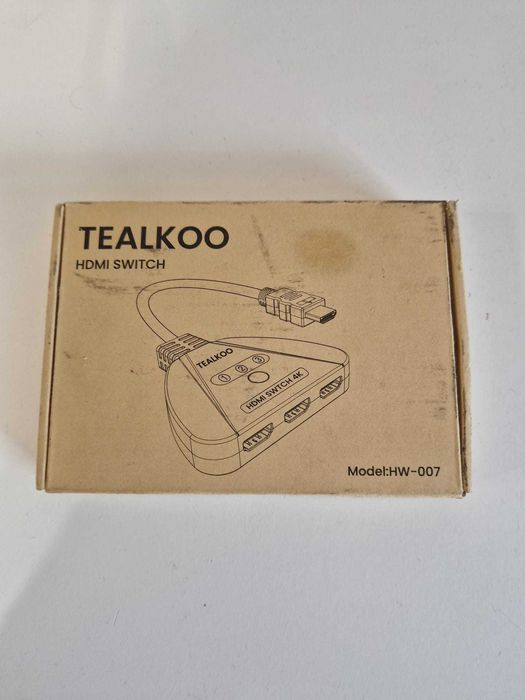 TEALKOO
HDMI SWITCH
TEALKOO
1 2 3
HDMI SWTCH 4K
Model:HW-007